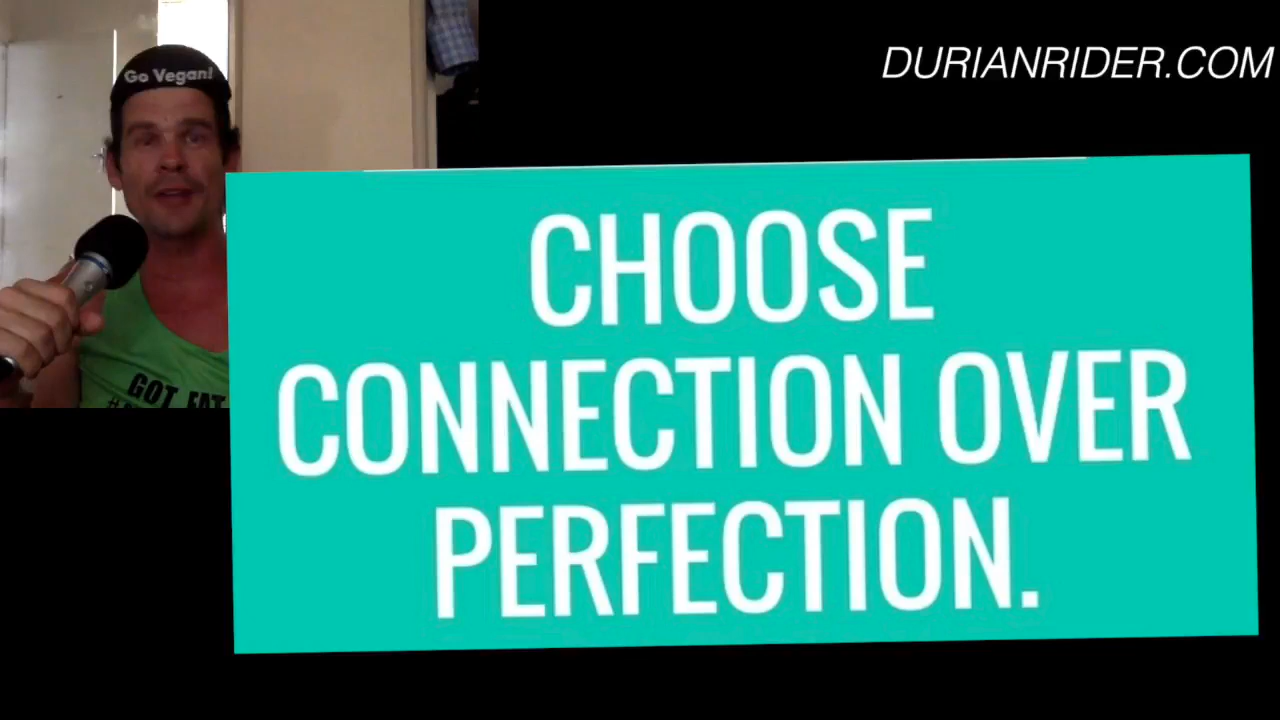 Go Vegan!
DURIANRIDER.COM
CHOOSE
CONNECTION OVER
PERFECTION.
GOT FAT